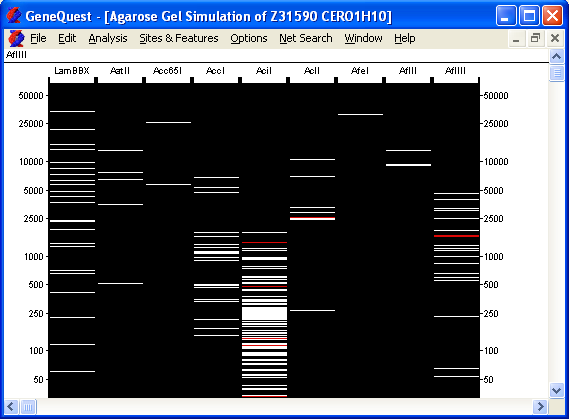 GeneQuest - [Agarose Gel Simulation of Z31590 CERO1H10]
File Edit Analysis Sites & Features Options Net Search Window Help
AflIII
LamBBX AatII Acc65I AccI AciI AclI AfeI AflII AflIII
50000 50000
25000 25000
10000 10000
5000 5000
2500 2500
1000 1000
500 500
250 250
100 100
50 50